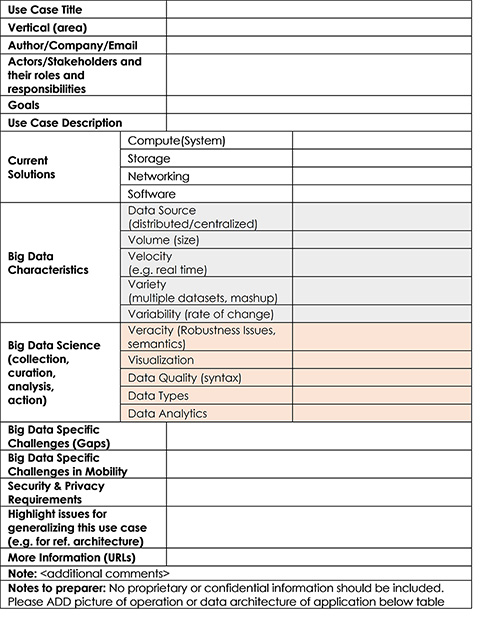 Use Case Title
Vertical (area)
Author/Company/Email
Actors/Stakeholders and
their roles and
responsibilities
Goals
Use Case Description
Current
Solutions
Compute(System)
Storage
Networking
Software
Big Data
Characteristics
Data Source
(distributed/centralized)
Volume (size)
Velocity
(e.g. real time)
Variety
(multiple datasets, mashup)
Variability (rate of change)
Big Data Science
(collection,
curation,
analysis,
action)
Veracity (Robustness Issues,
semantics)
Visualization
Data Quality (syntax)
Data Types
Data Analytics
Big Data Specific
Challenges (Gaps)
Big Data Specific
Challenges in Mobility
Security & Privacy
Requirements
Highlight issues for
generalizing this use case
(e.g. for ref. architecture)
More Information (URLs)
Note: <additional comments>
Notes to preparer: No proprietary or confidential information should be included.
Please ADD picture of operation or data architecture of application below table